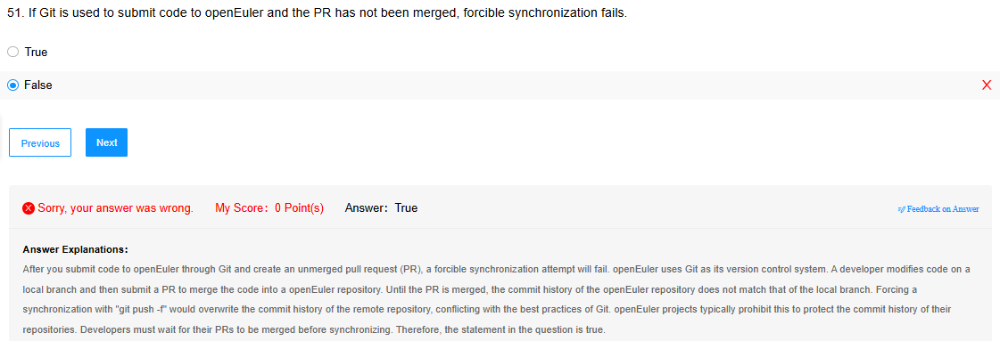 51. If Git is used to submit code to openEuler and the PR has not been merged, forcible synchronization fails.
True
False
X
Previous
Next
Sorry, your answer was wrong. My Score: 0 Point(s) Answer: True Feedback on Answer
Answer Explanations:
After you submit code to openEuler through Git and create an unmerged pull request (PR), a forcible synchronization attempt will fail. openEuler uses Git as its version control system. A developer modifies code on a
local branch and then submit a PR to merge the code into a openEuler repository. Until the PR is merged, the commit history of the openEuler repository does not match that of the local branch. Forcing a
synchronization with "git push -f" would overwrite the commit history of the remote repository, conflicting with the best practices of Git. openEuler projects typically prohibit this to protect the commit history of their
repositories. Developers must wait for their PRs to be merged before synchronizing. Therefore, the statement in the question is true.